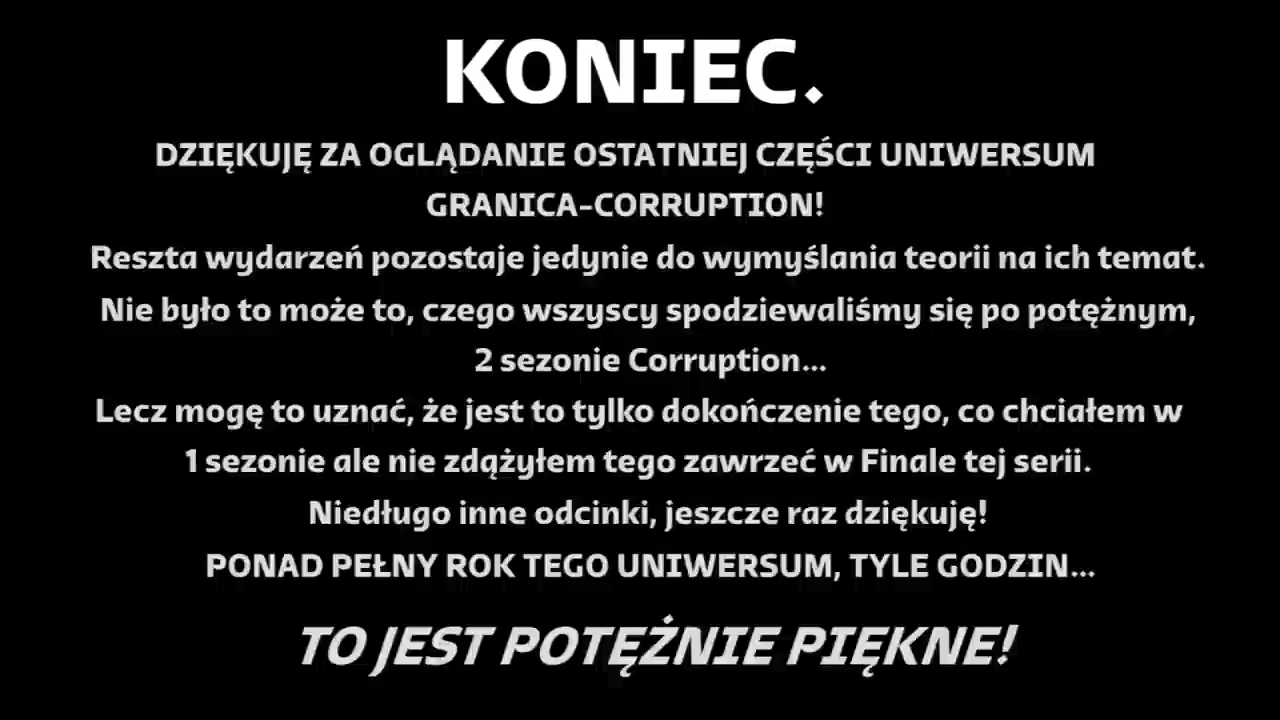 KONIEC.
DZIĘKUJĘ ZA OGLĄDANIE OSTATNIEJ CZĘŚCI UNIWERSUM
GRANICA-CORRUPTION!
Reszta wydarzeń pozostaje jedynie do wymyślania teorii na ich temat.
Nie było to może to, czego wszyscy spodziewaliśmy się po potężnym,
2 sezonie Corruption...
Lecz mogę to uznać, że jest to tylko dokończenie tego, co chciałem w
1 sezonie ale nie zdążyłem tego zawrzeć w Finale tej serii.
Niedługo inne odcinki, jeszcze raz dziękuję!
PONAD PEŁNY ROK TEGO UNIWERSUM, TYLE GODZIN...
TO JEST POTĘŻNIE PIĘKNE!